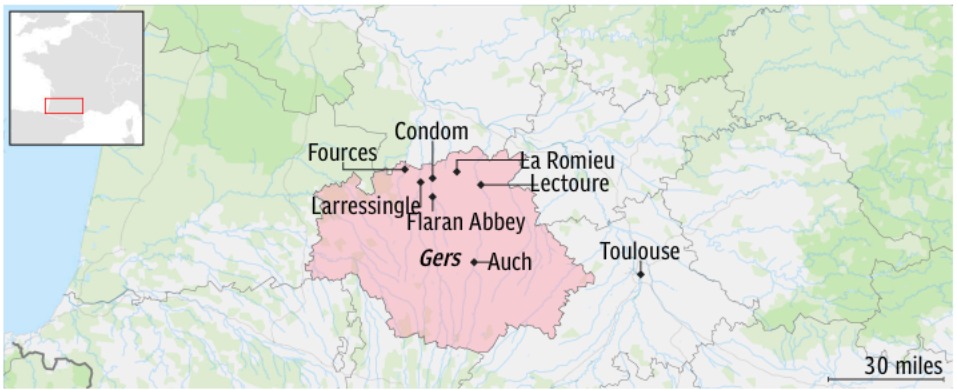 Condom
Fources
La Romieu
Lectoure
Larressingle
Flaran Abbey
Gers
Auch
Toulouse
30 miles